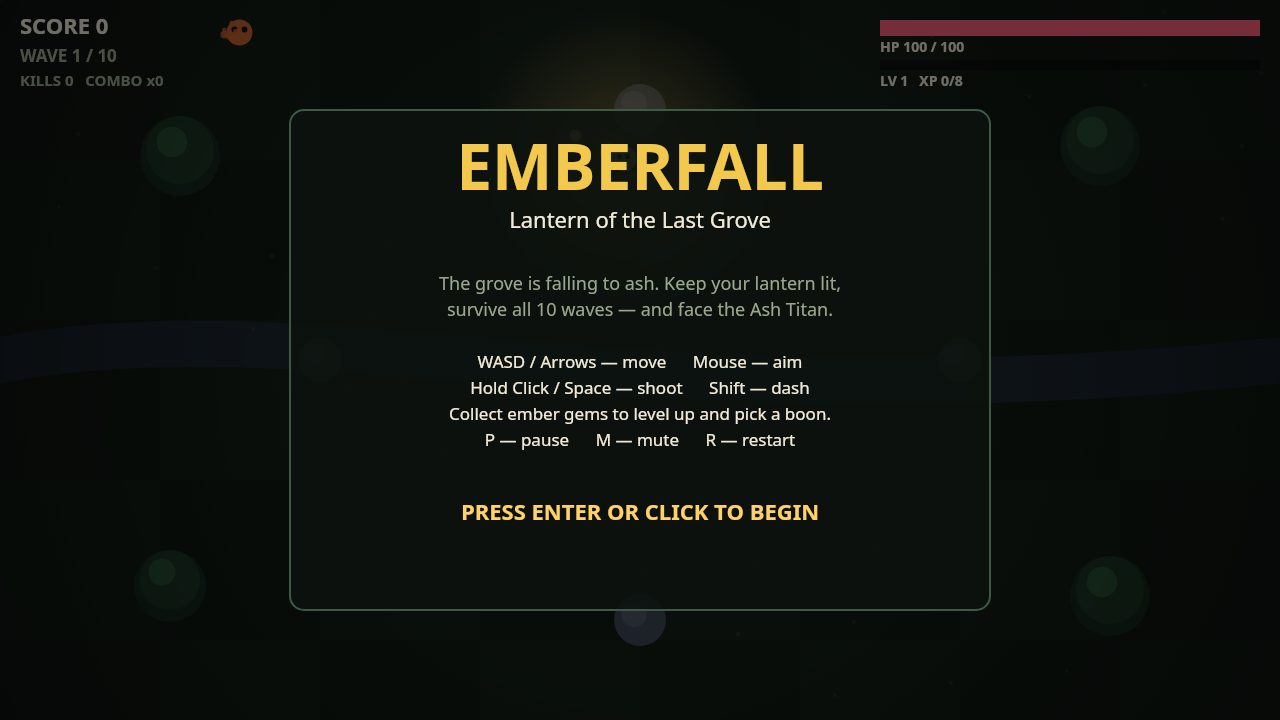 SCORE 0
WAVE 1 / 10
KILLS 0 COMBO x0
HP 100 / 100
LV 1 XP 0/8
EMBERFALL
Lantern of the Last Grove
The grove is falling to ash. Keep your lantern lit,
survive all 10 waves — and face the Ash Titan.
WASD / Arrows — move Mouse — aim
Hold Click / Space — shoot Shift — dash
Collect ember gems to level up and pick a boon.
P — pause M — mute R — restart
PRESS ENTER OR CLICK TO BEGIN